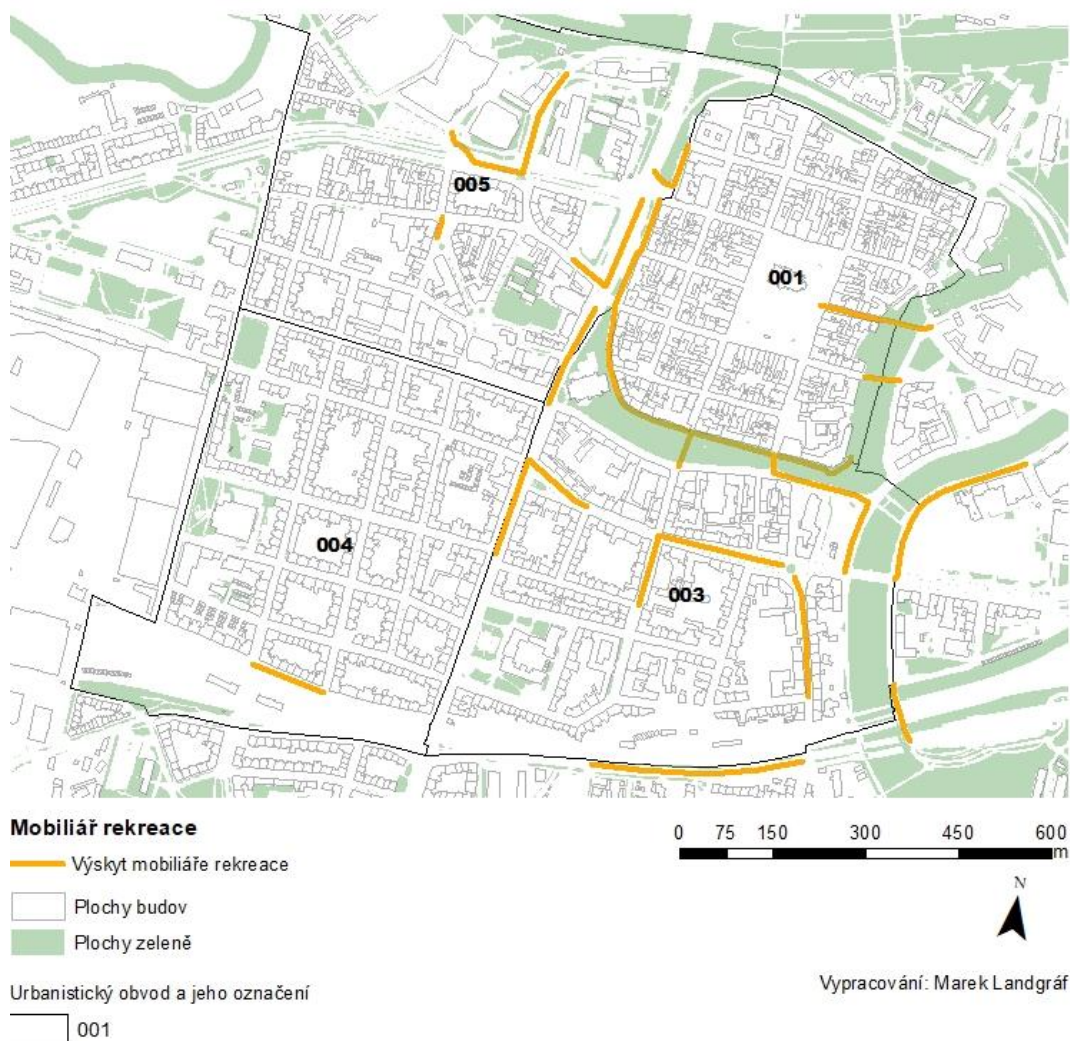 005
001
004
003
Mobiliář rekreace
Výskyt mobiliáře rekreace
Plochy budov
Plochy zeleně
Urbanistický obvod a jeho označení
001
0 75 150 300 450 600
m
N
Vypracování: Marek Landgráf